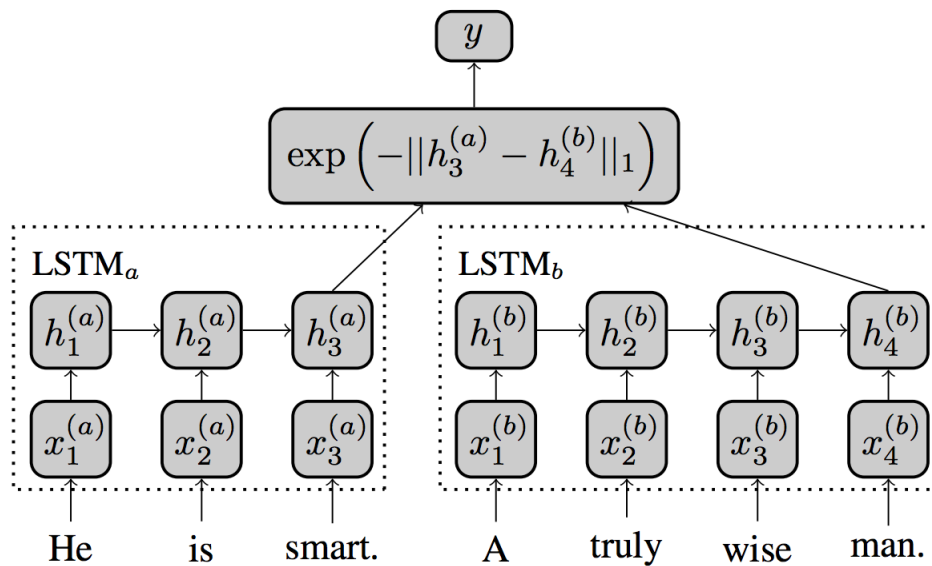 y
exp(−||h₃⁽ᵃ⁾ − h₄⁽ᵇ⁾||₁)
LSTMₐ LSTM_b
h₁⁽ᵃ⁾ h₂⁽ᵃ⁾ h₃⁽ᵃ⁾ h₁⁽ᵇ⁾ h₂⁽ᵇ⁾ h₃⁽ᵇ⁾ h₄⁽ᵇ⁾
x₁⁽ᵃ⁾ x₂⁽ᵃ⁾ x₃⁽ᵃ⁾ x₁⁽ᵇ⁾ x₂⁽ᵇ⁾ x₃⁽ᵇ⁾ x₄⁽ᵇ⁾
He is smart. A truly wise man.